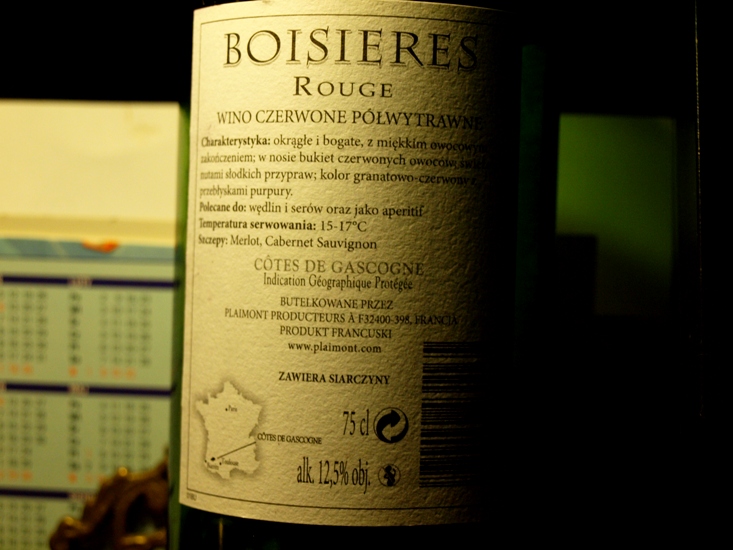 BOISIERES
ROUGE
WINO CZERWONE PÓŁWYTRAWNE
Charakterystyka: okrągłe i bogate, z miękkim owocowym
zakończeniem; w nosie bukiet czerwonych owoców,
nutami słodkich przypraw; kolor granatowo-czerwony z
przebłyskami purpury.
Polecane do: wędlin i serów oraz jako aperitif
Temperatura serwowania: 15-17°C
Szczepy: Merlot, Cabernet Sauvignon
CÔTES DE GASCOGNE
Indication Géographique Protégée
BUTELKOWANE PRZEZ
PLAIMONT PRODUCTEURS À F32400-398, FRANCJA
PRODUKT FRANCUSKI
www.plaimont.com
ZAWIERA SIARCZYNY
Paris
CÔTES DE GASCOGNE
Toulouse
75 cl
alk. 12,5% obj.